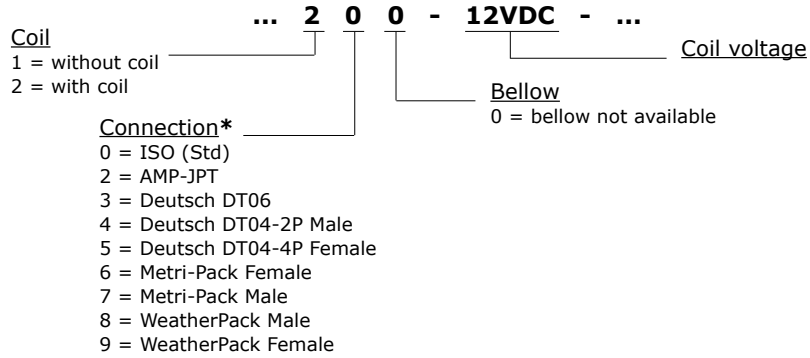 ... 2 0 0 - 12VDC - ...
Coil
1 = without coil
2 = with coil
Coil voltage
Bellow
0 = bellow not available
Connection*
0 = ISO (Std)
2 = AMP-JPT
3 = Deutsch DT06
4 = Deutsch DT04-2P Male
5 = Deutsch DT04-4P Female
6 = Metri-Pack Female
7 = Metri-Pack Male
8 = WeatherPack Male
9 = WeatherPack Female